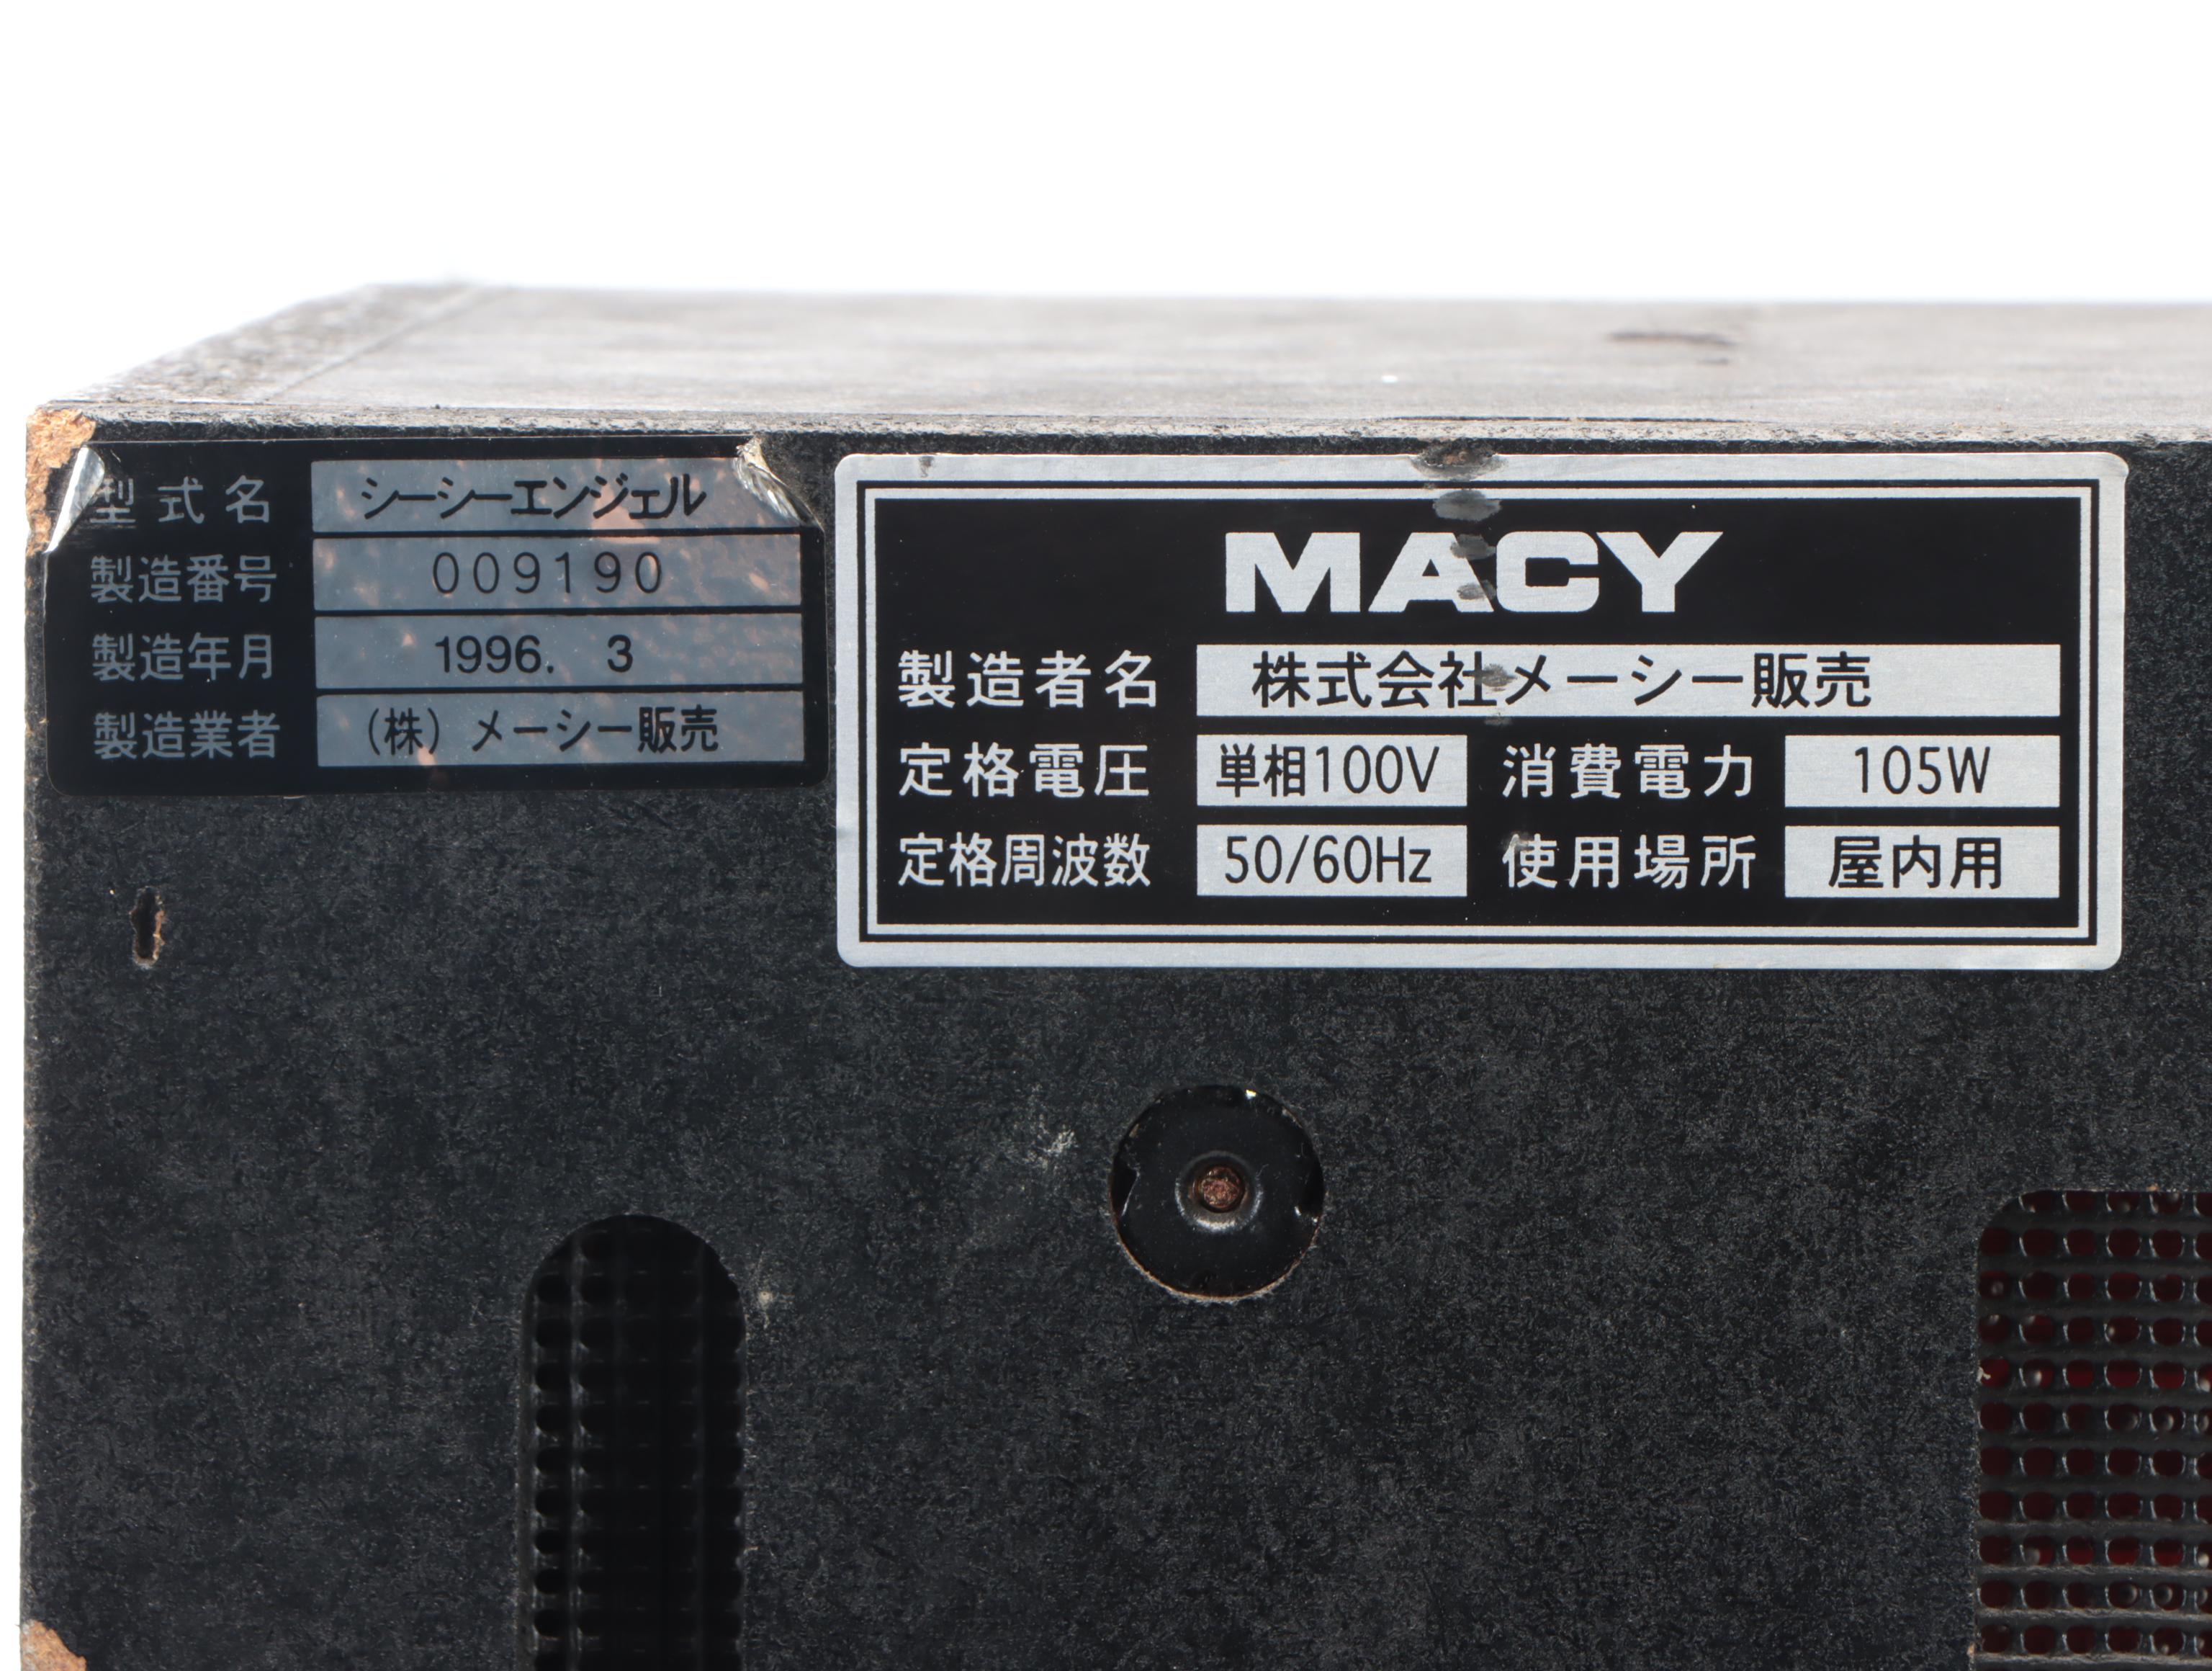 型式名 シーシーエンジェル
製造番号 009190
製造年月 1996. 3
製造業者 (株) メーシー販売
MACY
製造者名 株式会社メーシー販売
定格電圧 単相100V 消費電力 105W
定格周波数 50/60Hz 使用場所 屋内用